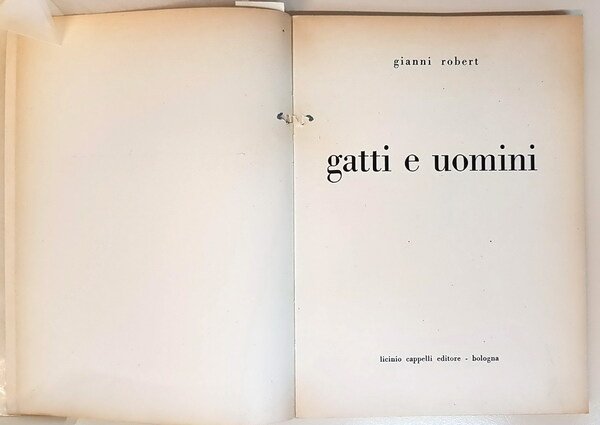 gianni robert
gatti e uomini
licinio cappelli editore - bologna